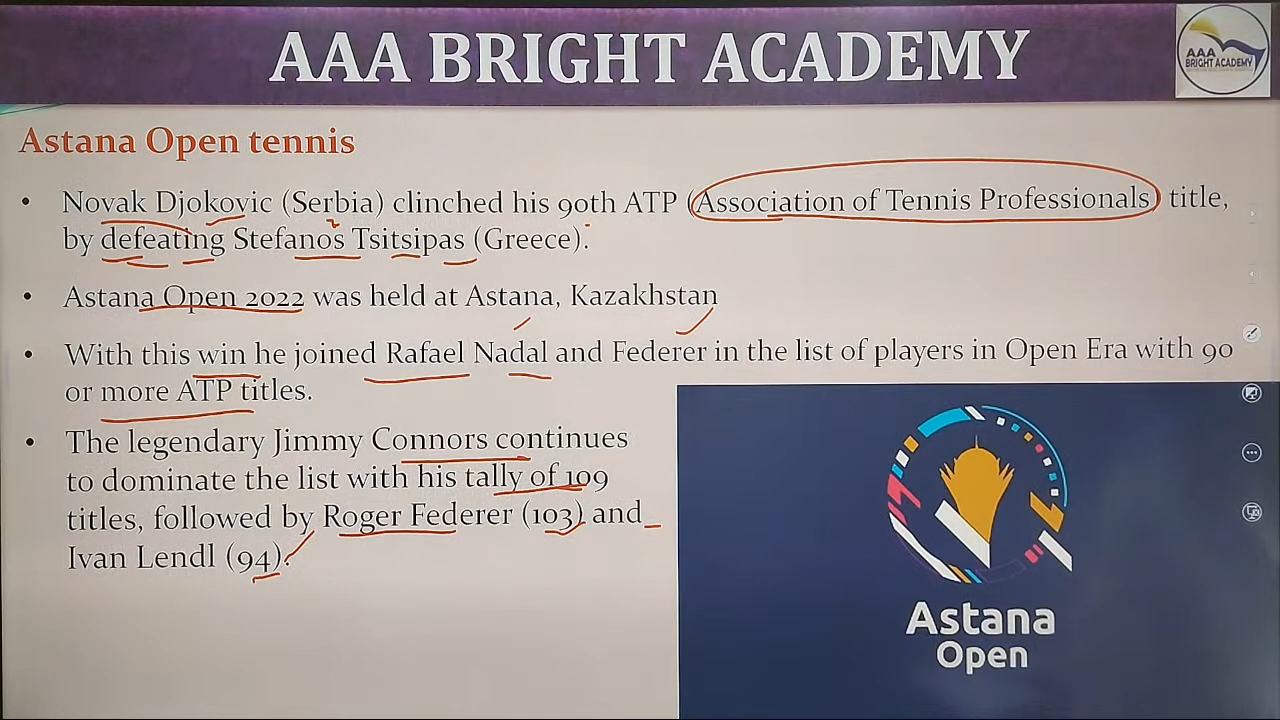 AAA BRIGHT ACADEMY
AAA
BRIGHT ACADEMY
Astana Open tennis
• Novak Djokovic (Serbia) clinched his 90th ATP (Association of Tennis Professionals) title,
by defeating Stefanos Tsitsipas (Greece).
• Astana Open 2022 was held at Astana, Kazakhstan
• With this win he joined Rafael Nadal and Federer in the list of players in Open Era with 90
or more ATP titles.
• The legendary Jimmy Connors continues
to dominate the list with his tally of 109
titles, followed by Roger Federer (103) and
Ivan Lendl (94).
Astana
Open